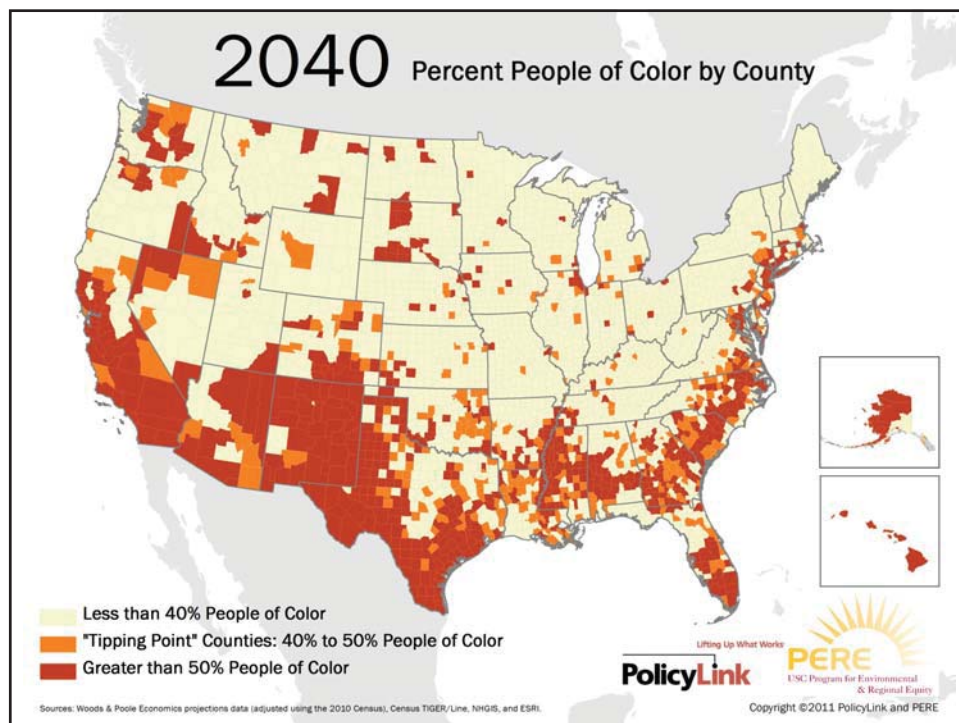 2040 Percent People of Color by County
Less than 40% People of Color
"Tipping Point" Counties: 40% to 50% People of Color
Greater than 50% People of Color
Lifting Up What Works
PolicyLink
PERE
USC Program for Environmental
& Regional Equity
Sources: Woods & Poole Economics projections data (adjusted using the 2010 Census), Census TIGER/Line, NHGIS, and ESRI.
Copyright ©2011 PolicyLink and PERE